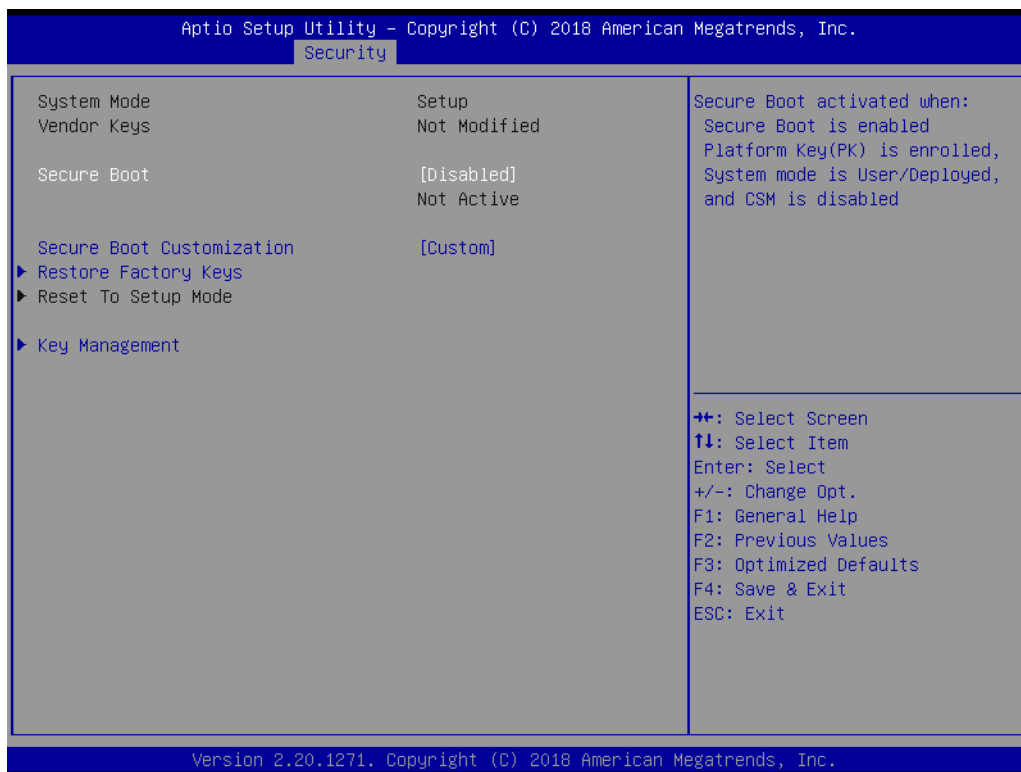 Aptio Setup Utility – Copyright (C) 2018 American Megatrends, Inc.
Security
System Mode Setup
Vendor Keys Not Modified
Secure Boot [Disabled]
Not Active
Secure Boot Customization [Custom]
Restore Factory Keys
Reset To Setup Mode
Key Management
Secure Boot activated when:
Secure Boot is enabled
Platform Key(PK) is enrolled,
System mode is User/Deployed,
and CSM is disabled
→←: Select Screen
↑↓: Select Item
Enter: Select
+/-: Change Opt.
F1: General Help
F2: Previous Values
F3: Optimized Defaults
F4: Save & Exit
ESC: Exit
Version 2.20.1271. Copyright (C) 2018 American Megatrends, Inc.